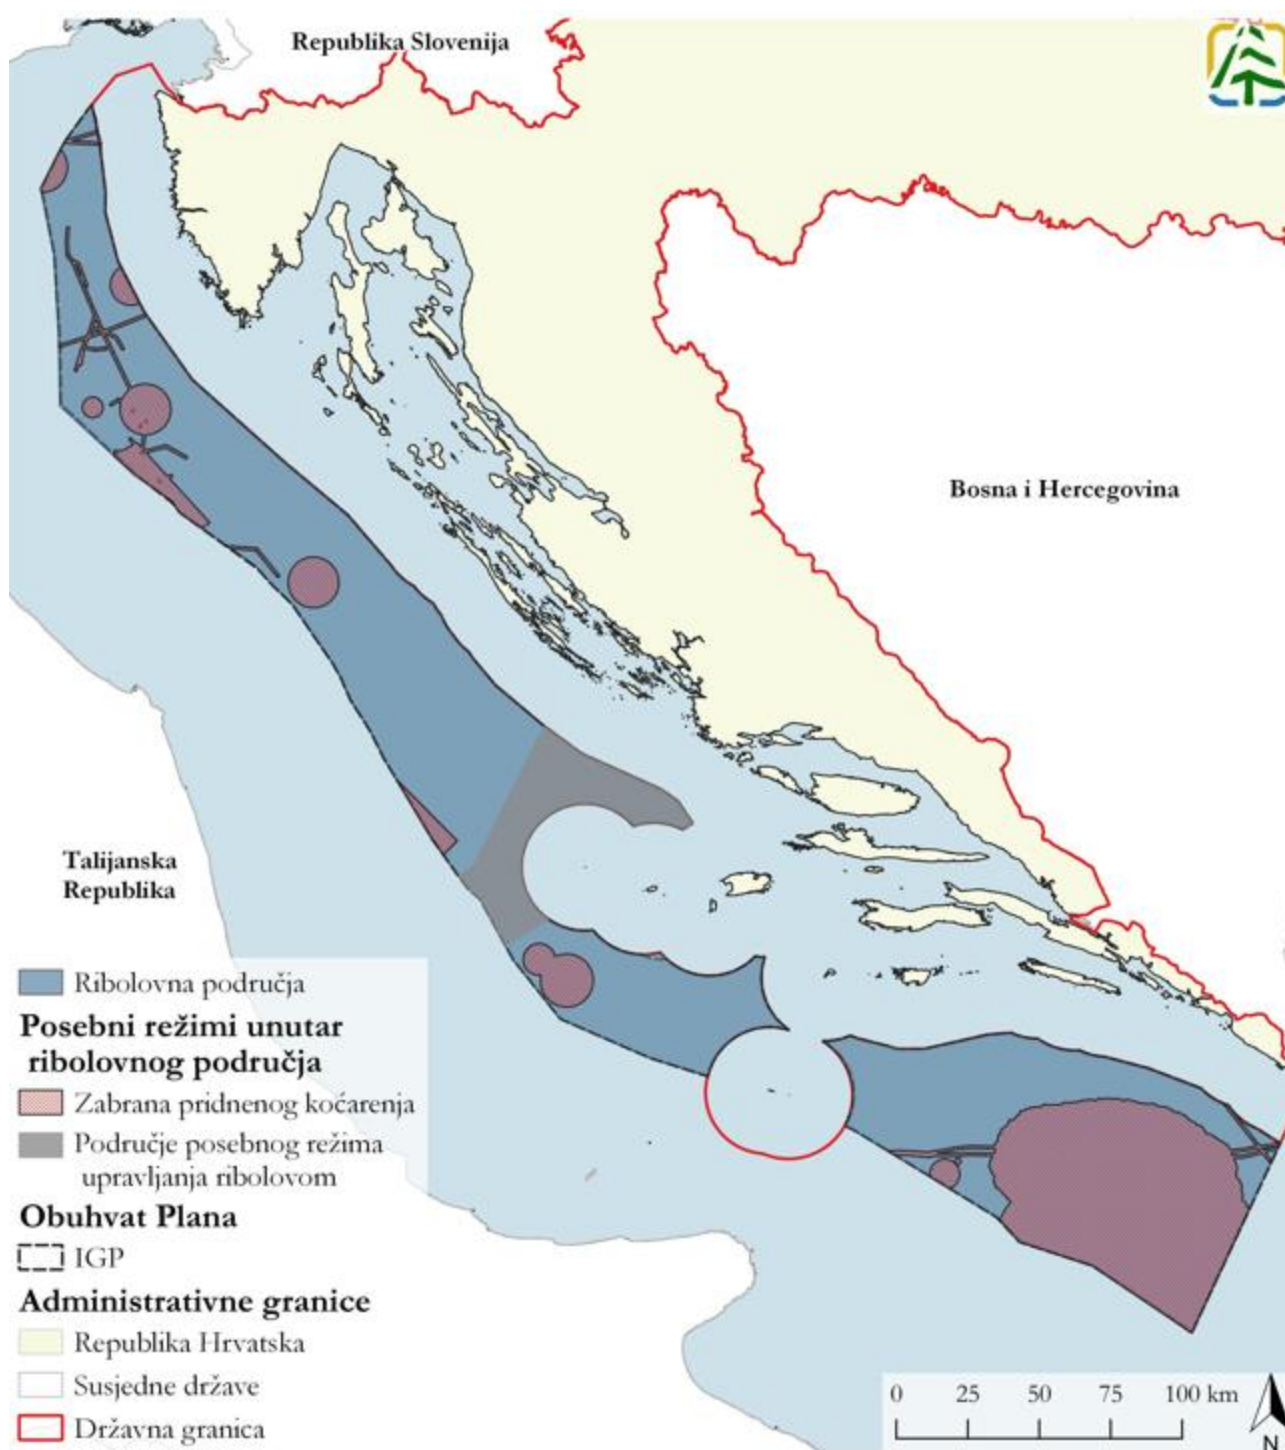 Republika Slovenija
Bosna i Hercegovina
Talijanska
Republika
Ribolovna područja
Posebni režimi unutar
ribolovnog područja
Zabrana pridnenog koćarenja
Područje posebnog režima
upravljanja ribolovom
Obuhvat Plana
IGP
Administrativne granice
Republika Hrvatska
Susjedne države
Državna granica
0 25 50 75 100 km
N